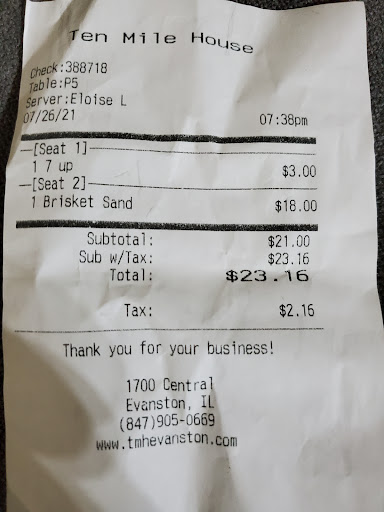 Ten Mile House
Check:388718
Table:P5
Server:Eloise L
07/26/21 07:38pm
[Seat 1]
1 7 up $3.00
[Seat 2]
1 Brisket Sand $18.00
Subtotal: $21.00
Sub w/Tax: $23.16
Total: $23.16
Tax: $2.16
Thank you for your business!
1700 Central
Evanston, IL
(847)905-0669
www.tmhevanston.com